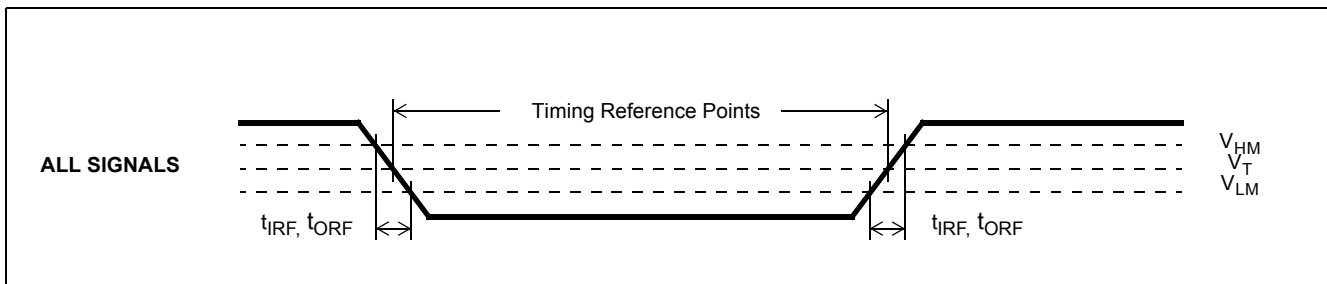 Timing Reference Points
ALL SIGNALS
V_HM
V_T
V_LM
t_IRF, t_ORF
t_IRF, t_ORF